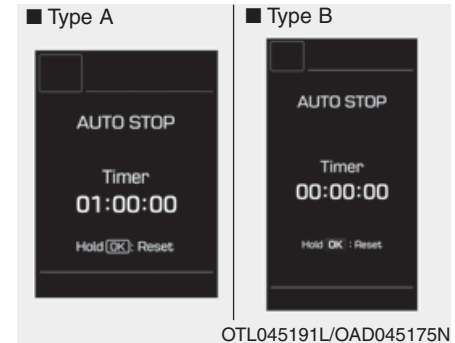 ■ Type A
AUTO STOP
Timer
01:00:00
Hold OK : Reset
■ Type B
AUTO STOP
Timer
00:00:00
Hold OK : Reset
OTL045191L/OAD045175N